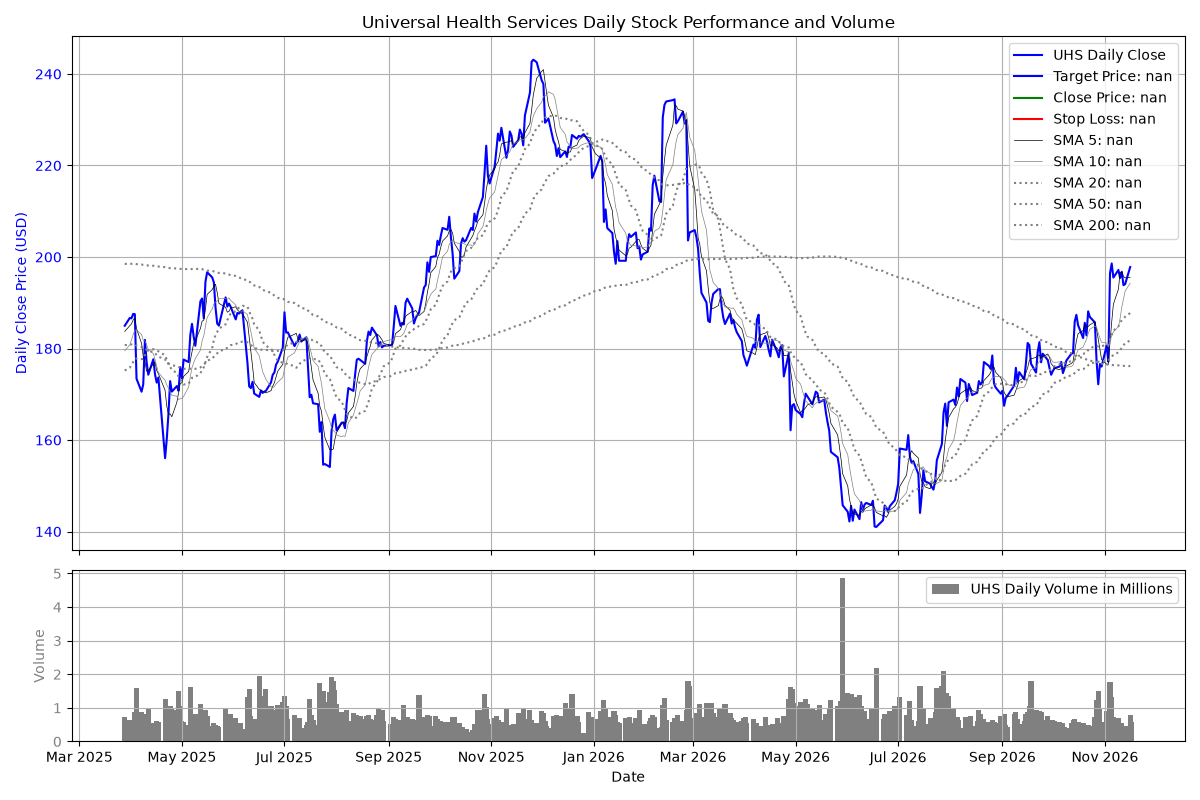 Universal Health Services Daily Stock Performance and Volume
Daily Close Price (USD)
240
220
200
180
160
140
UHS Daily Close
Target Price: nan
Close Price: nan
Stop Loss: nan
SMA 5: nan
SMA 10: nan
SMA 20: nan
SMA 50: nan
SMA 200: nan
Volume
5
4
3
2
1
0
UHS Daily Volume in Millions
Mar 2025 May 2025 Jul 2025 Sep 2025 Nov 2025 Jan 2026 Mar 2026 May 2026 Jul 2026 Sep 2026 Nov 2026
Date